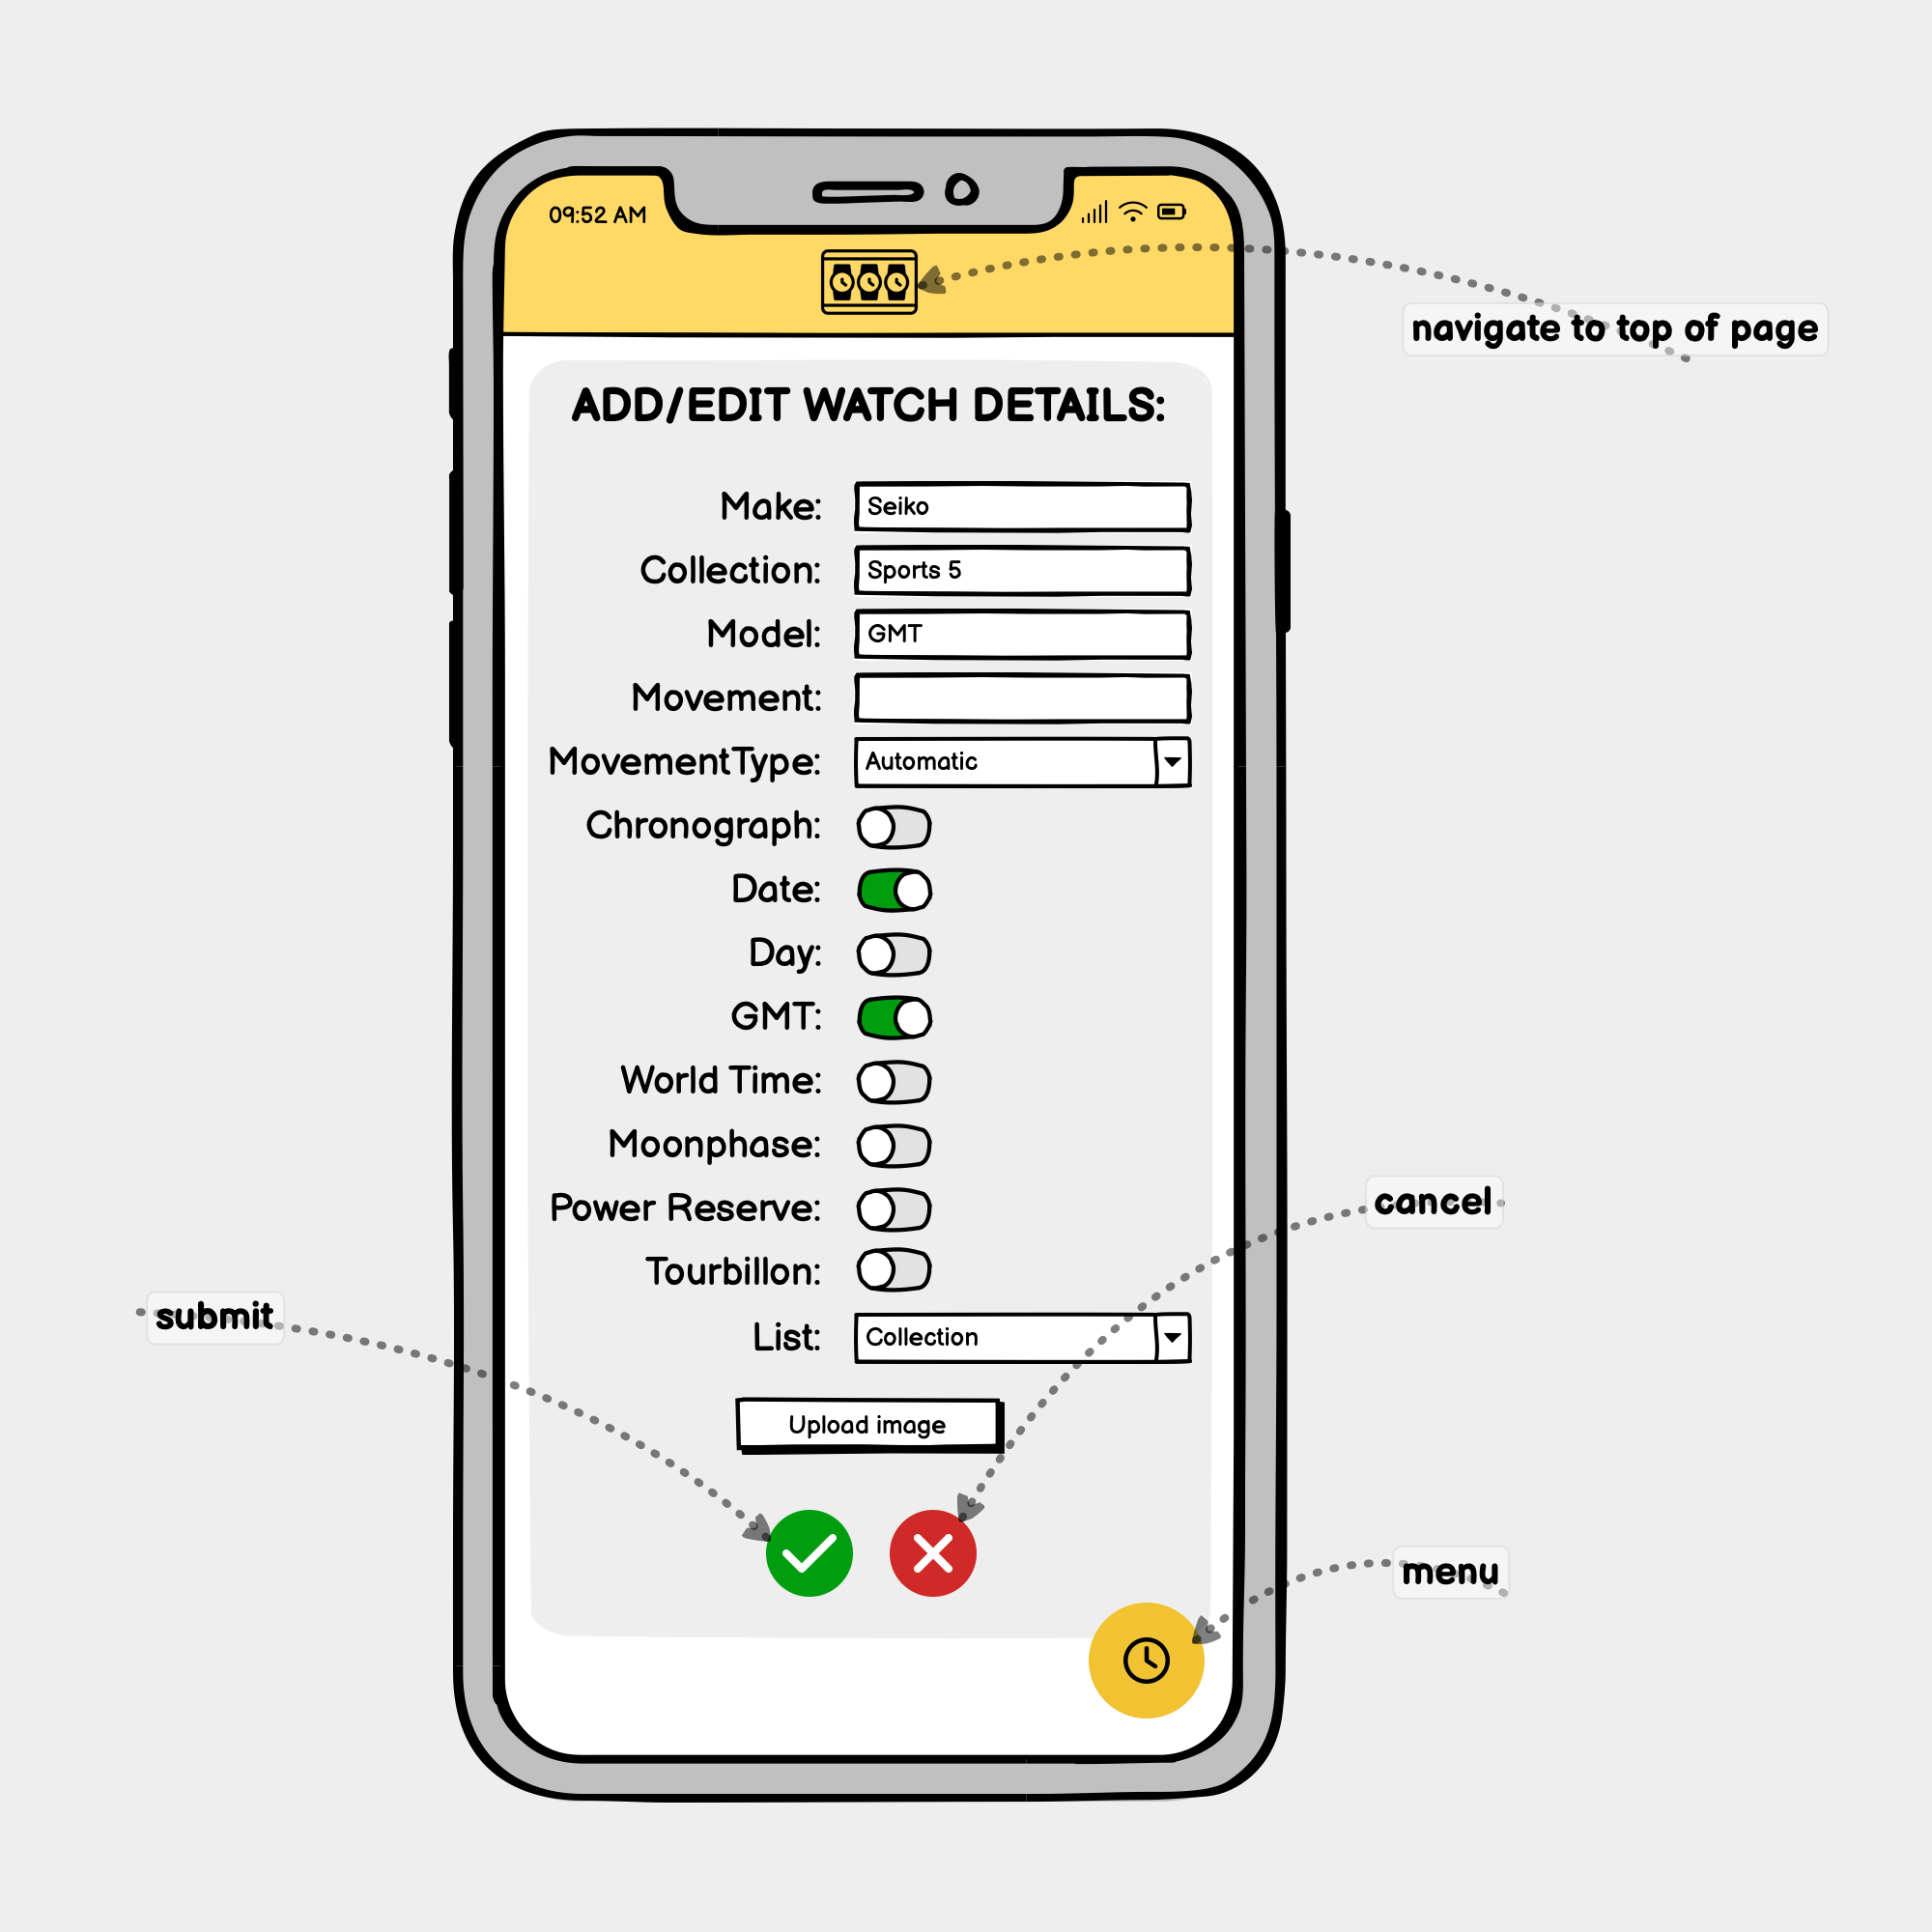 09:52 AM
navigate to top of page
ADD/EDIT WATCH DETAILS:
Make: Seiko
Collection: Sports 5
Model: GMT
Movement:
MovementType: Automatic
Chronograph:
Date:
Day:
GMT:
World Time:
Moonphase:
Power Reserve:
cancel
Tourbillon:
submit
List: Collection
Upload image
menu